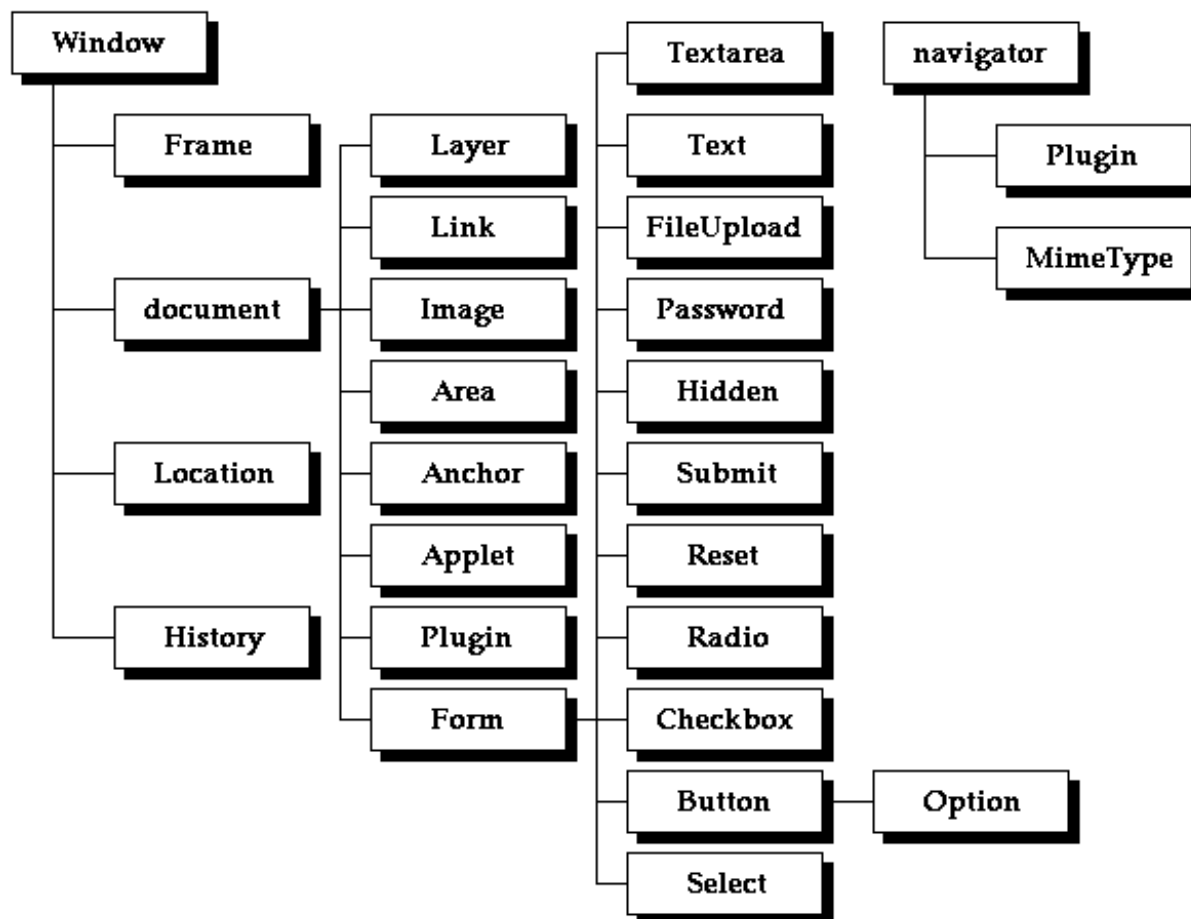 Window
Frame
document
Location
History
Layer
Link
Image
Area
Anchor
Applet
Plugin
Form
Textarea
Text
FileUpload
Password
Hidden
Submit
Reset
Radio
Checkbox
Button
Select
Option
navigator
Plugin
MimeType